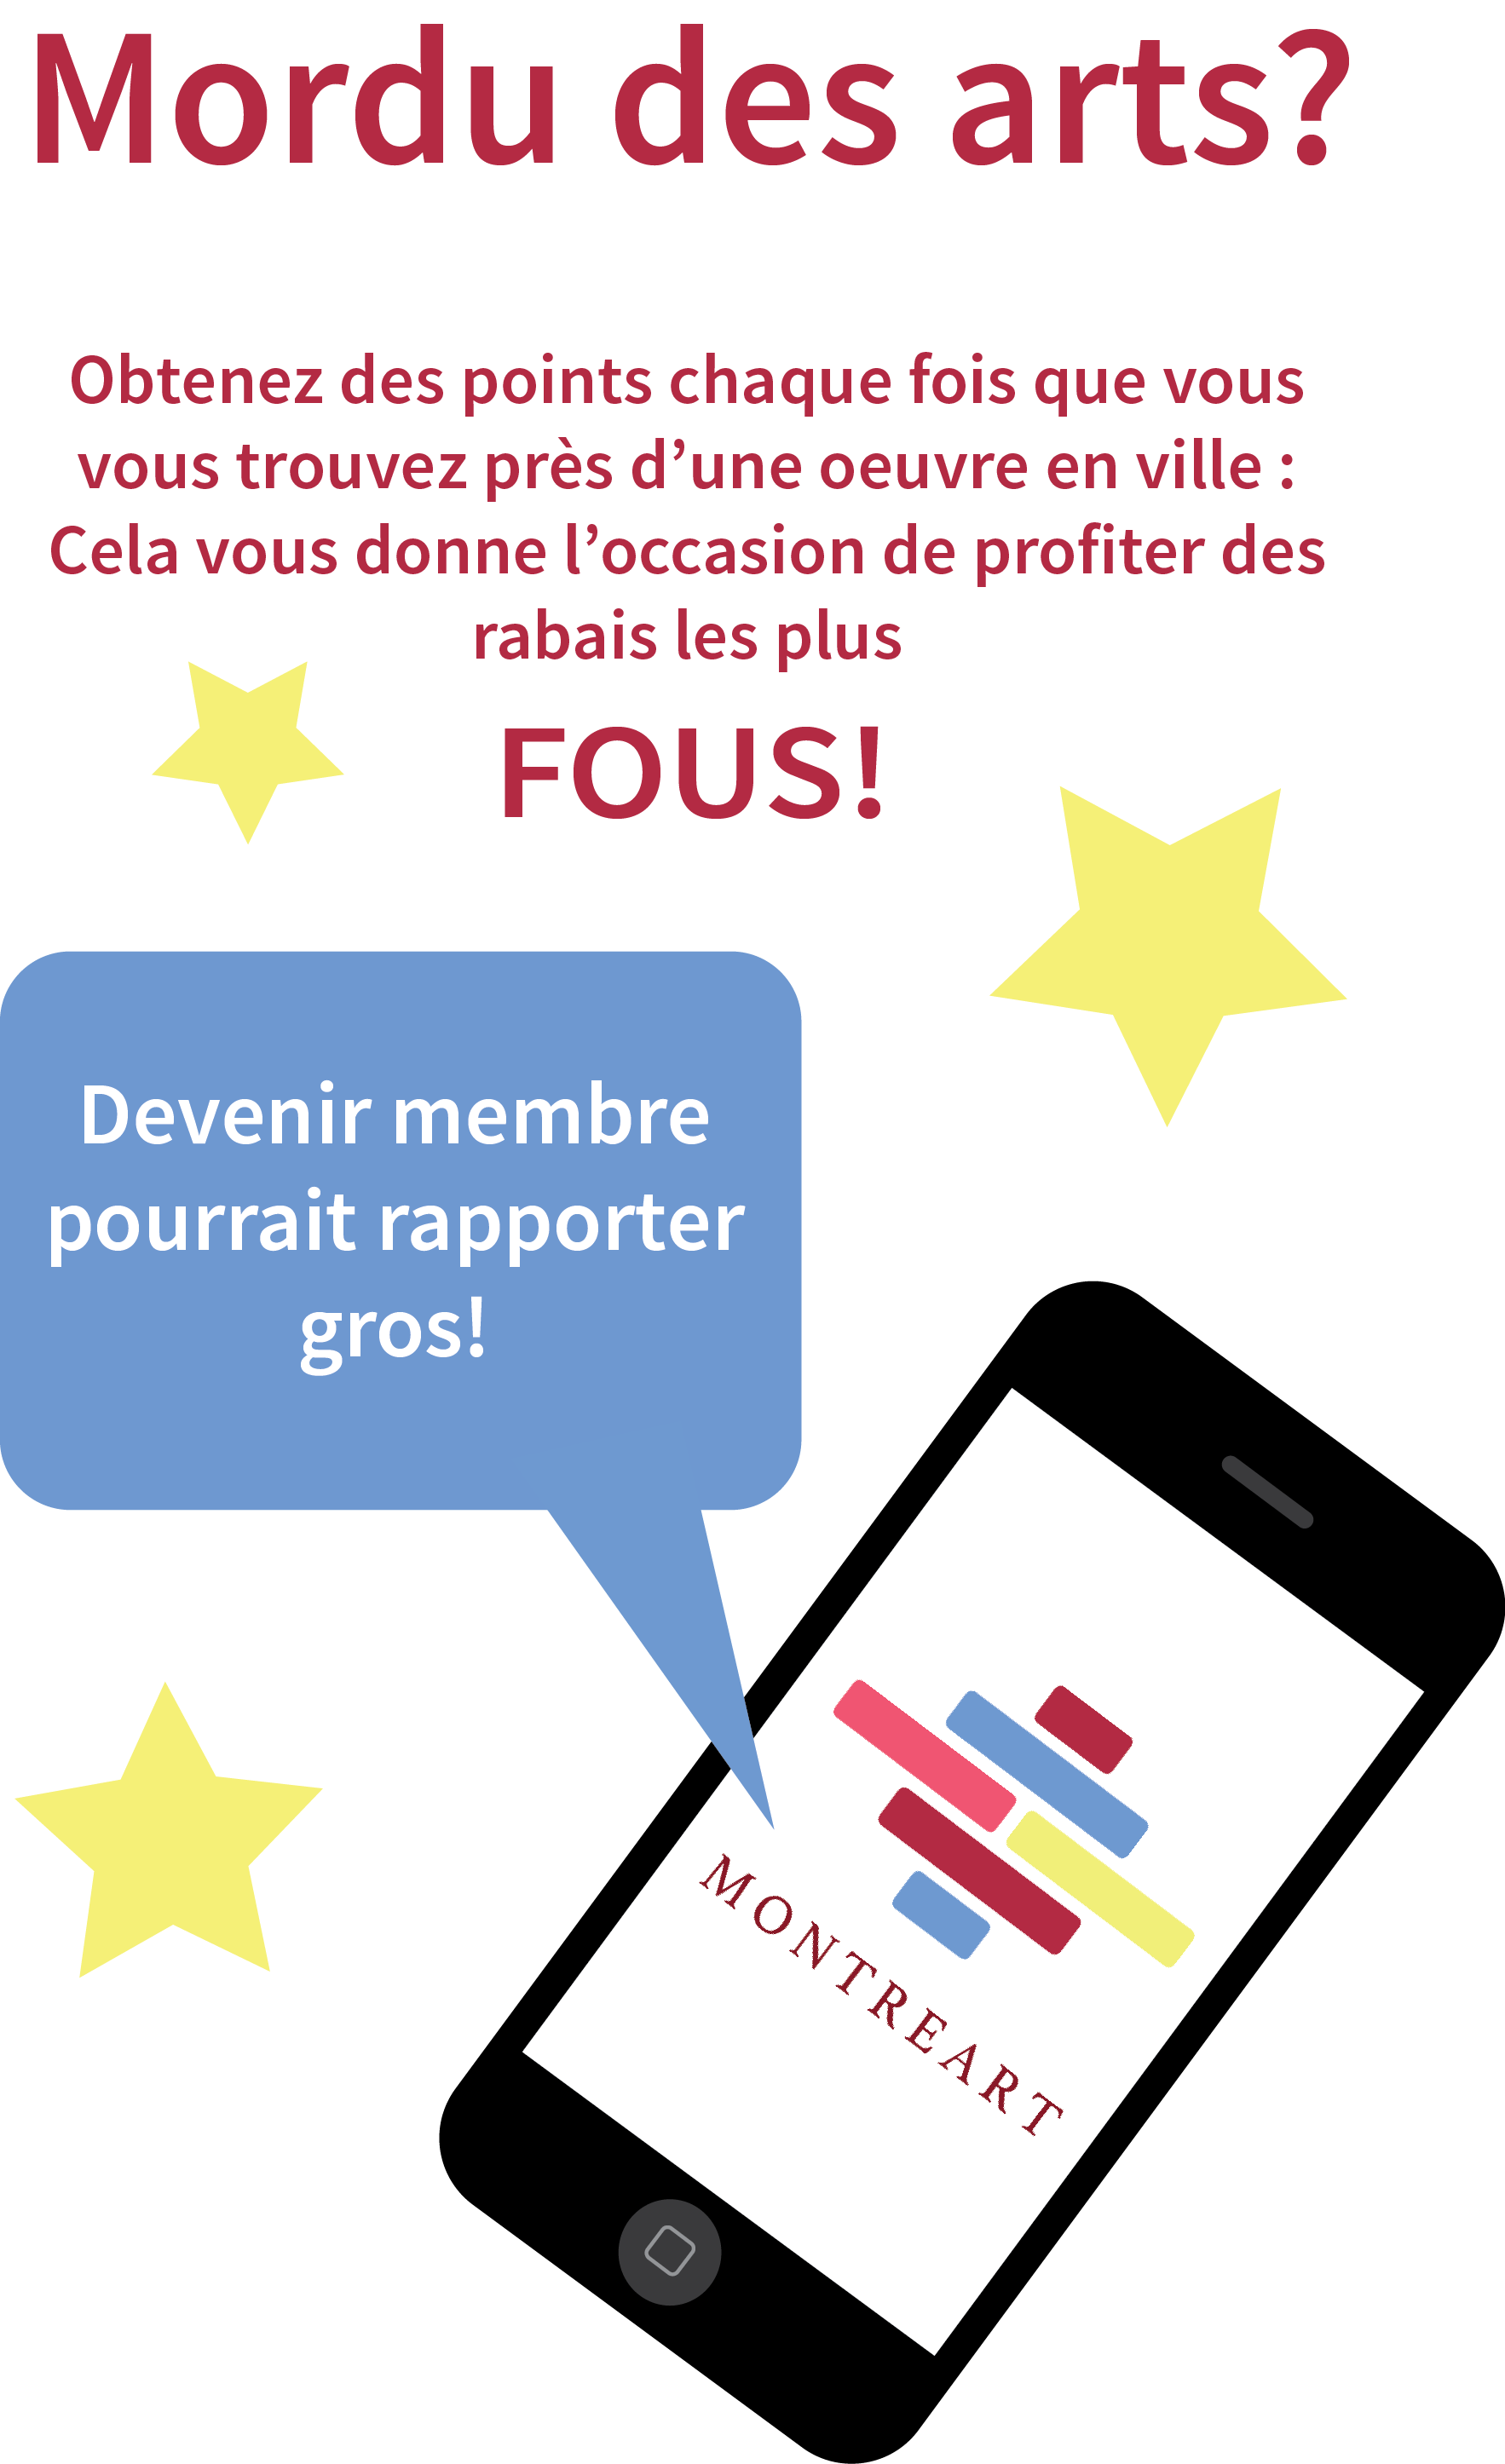 Mordu des arts?
Obtenez des points chaque fois que vous
vous trouvez près d’une oeuvre en ville :
Cela vous donne l’occasion de profiter des
rabais les plus
FOUS!
Devenir membre
pourrait rapporter
gros!
MONTREART